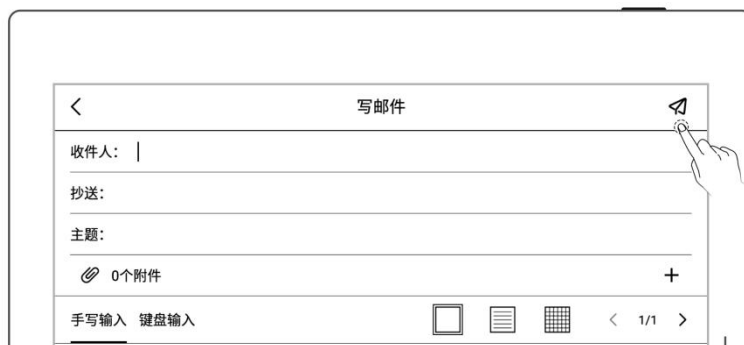 写邮件
收件人：
抄送：
主题：
0个附件
手写输入 键盘输入 1/1